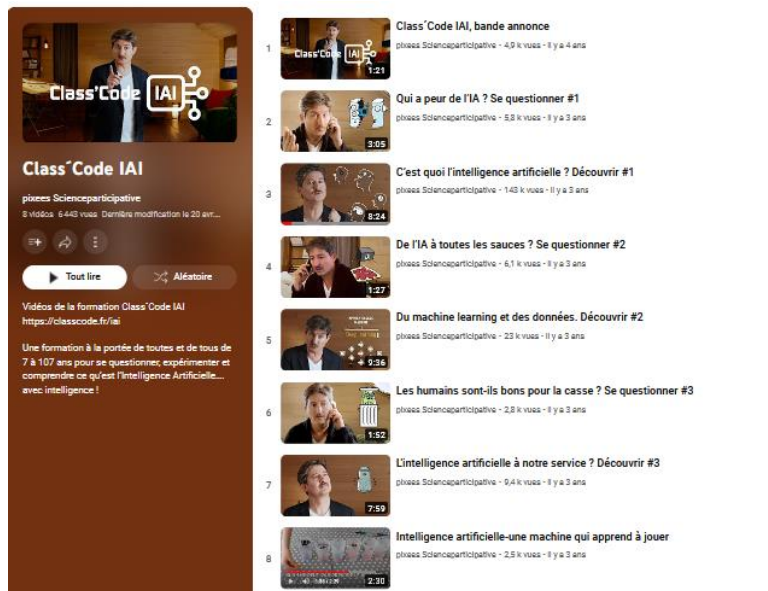 Class'Code IAI
Class´Code IAI
pixees Scienceparticipative
8 vidéos 6 443 vues Dernière modification le 20 avr....
Tout lire
Aléatoire
Vidéos de la formation Class´Code IAI
https://classcode.fr/iai
Une formation à la portée de toutes et de tous de
7 à 107 ans pour se questionner, expérimenter et
comprendre ce qu'est l'Intelligence Artificielle....
avec intelligence !
1
Class'Code IAI
1:21
Class´Code IAI, bande annonce
pixees Scienceparticipative • 4,9 k vues • il y a 4 ans
2
3:05
Qui a peur de l'IA ? Se questionner #1
pixees Scienceparticipative • 5,8 k vues • il y a 3 ans
3
8:24
C'est quoi l'intelligence artificielle ? Découvrir #1
pixees Scienceparticipative • 143 k vues • il y a 3 ans
4
1:27
De l'IA à toutes les sauces ? Se questionner #2
pixees Scienceparticipative • 6,1 k vues • il y a 3 ans
5
9:36
Du machine learning et des données. Découvrir #2
pixees Scienceparticipative • 23 k vues • il y a 3 ans
6
1:52
Les humains sont-ils bons pour la casse ? Se questionner #3
pixees Scienceparticipative • 2,8 k vues • il y a 3 ans
7
7:59
L'intelligence artificielle à notre service ? Découvrir #3
pixees Scienceparticipative • 9,4 k vues • il y a 3 ans
8
2:30
Intelligence artificielle-une machine qui apprend à jouer
pixees Scienceparticipative • 2,5 k vues • il y a 3 ans